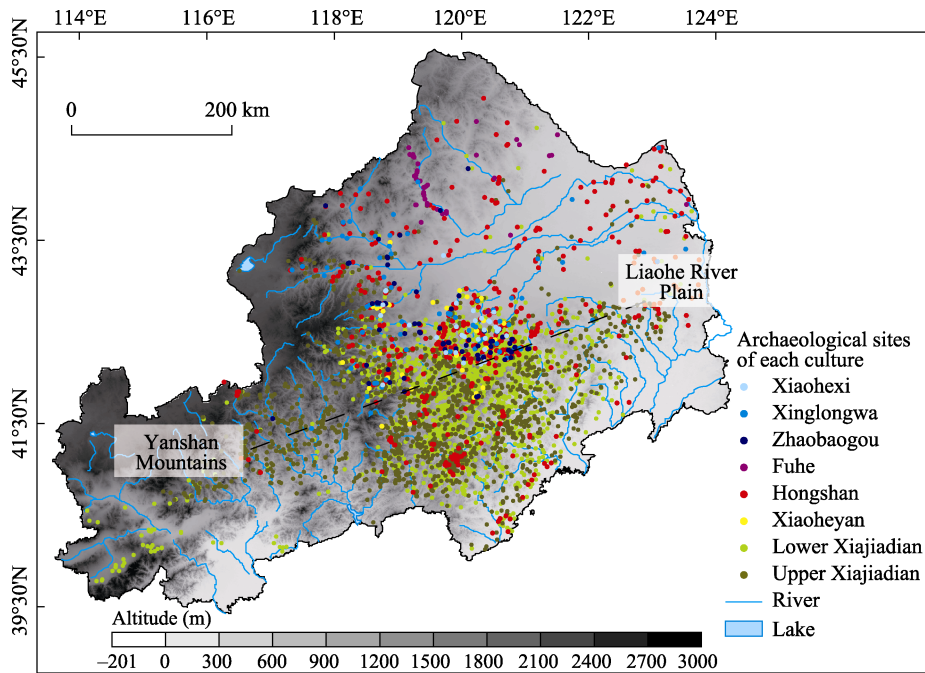 114°E 116°E 118°E 120°E 122°E 124°E
45°30′N
43°30′N
41°30′N
39°30′N
0 200 km
Liaohe River
Plain
Yanshan
Mountains
Archaeological sites
of each culture
Xiaohexi
Xinglongwa
Zhaobaogou
Fuhe
Hongshan
Xiaoheyan
Lower Xiajiadian
Upper Xiajiadian
River
Lake
Altitude (m)
–201 0 300 600 900 1200 1500 1800 2100 2400 2700 3000